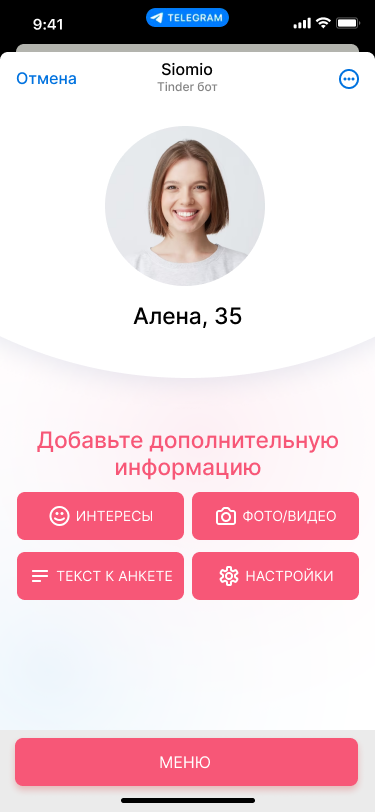 9:41
TELEGRAM
Отмена
Siomio
Tinder бот
Алена, 35
Добавьте дополнительную
информацию
ИНТЕРЕСЫ
ФОТО/ВИДЕО
ТЕКСТ К АНКЕТЕ
НАСТРОЙКИ
МЕНЮ